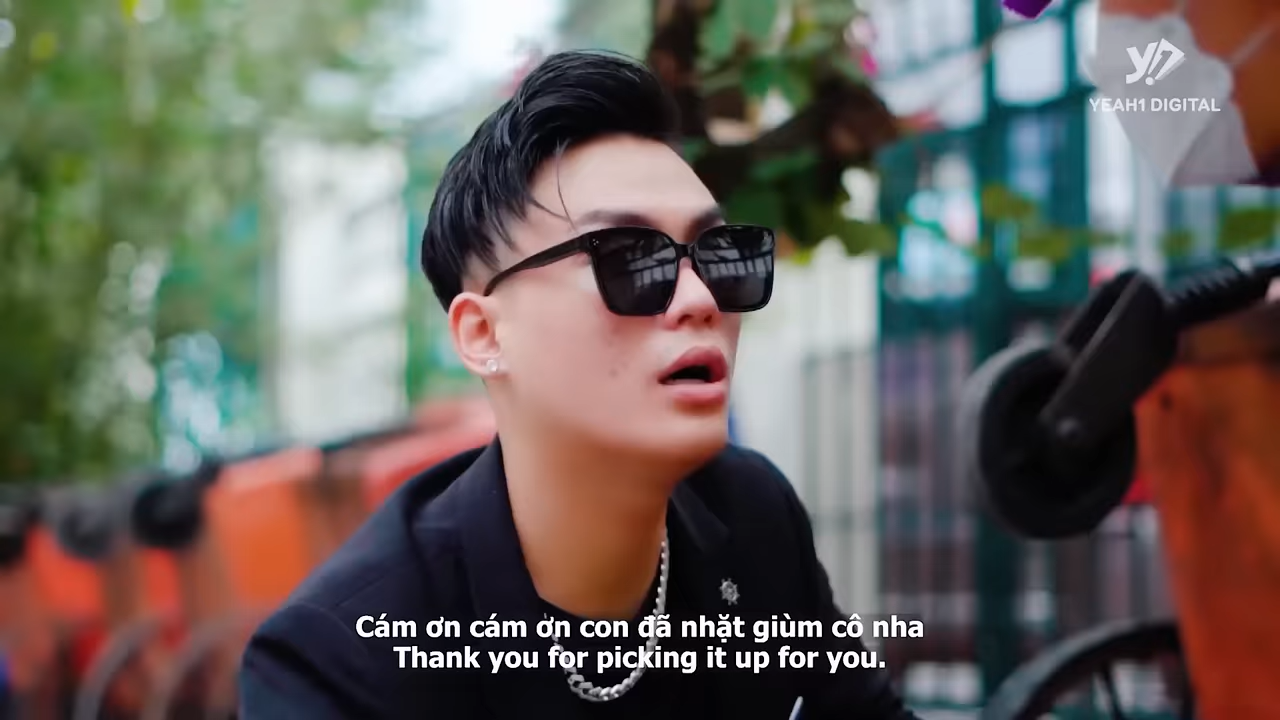 Y!7
YEAH1 DIGITAL
Cám ơn cám ơn con đã nhặt giùm cô nha
Thank you for picking it up for you.